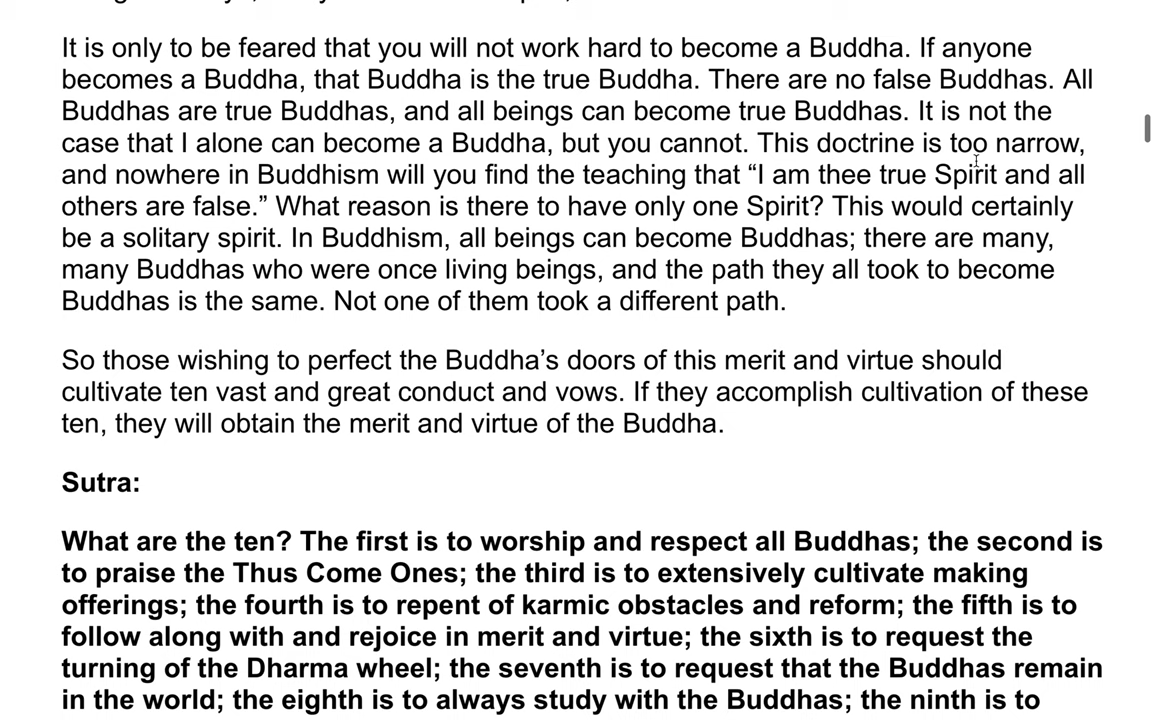 It is only to be feared that you will not work hard to become a Buddha. If anyone
becomes a Buddha, that Buddha is the true Buddha. There are no false Buddhas. All
Buddhas are true Buddhas, and all beings can become true Buddhas. It is not the
case that I alone can become a Buddha, but you cannot. This doctrine is too narrow,
and nowhere in Buddhism will you find the teaching that “I am thee true Spirit and all
others are false.” What reason is there to have only one Spirit? This would certainly
be a solitary spirit. In Buddhism, all beings can become Buddhas; there are many,
many Buddhas who were once living beings, and the path they all took to become
Buddhas is the same. Not one of them took a different path.
So those wishing to perfect the Buddha’s doors of this merit and virtue should
cultivate ten vast and great conduct and vows. If they accomplish cultivation of these
ten, they will obtain the merit and virtue of the Buddha.
Sutra:
What are the ten? The first is to worship and respect all Buddhas; the second is
to praise the Thus Come Ones; the third is to extensively cultivate making
offerings; the fourth is to repent of karmic obstacles and reform; the fifth is to
follow along with and rejoice in merit and virtue; the sixth is to request the
turning of the Dharma wheel; the seventh is to request that the Buddhas remain
in the world; the eighth is to always study with the Buddhas; the ninth is to